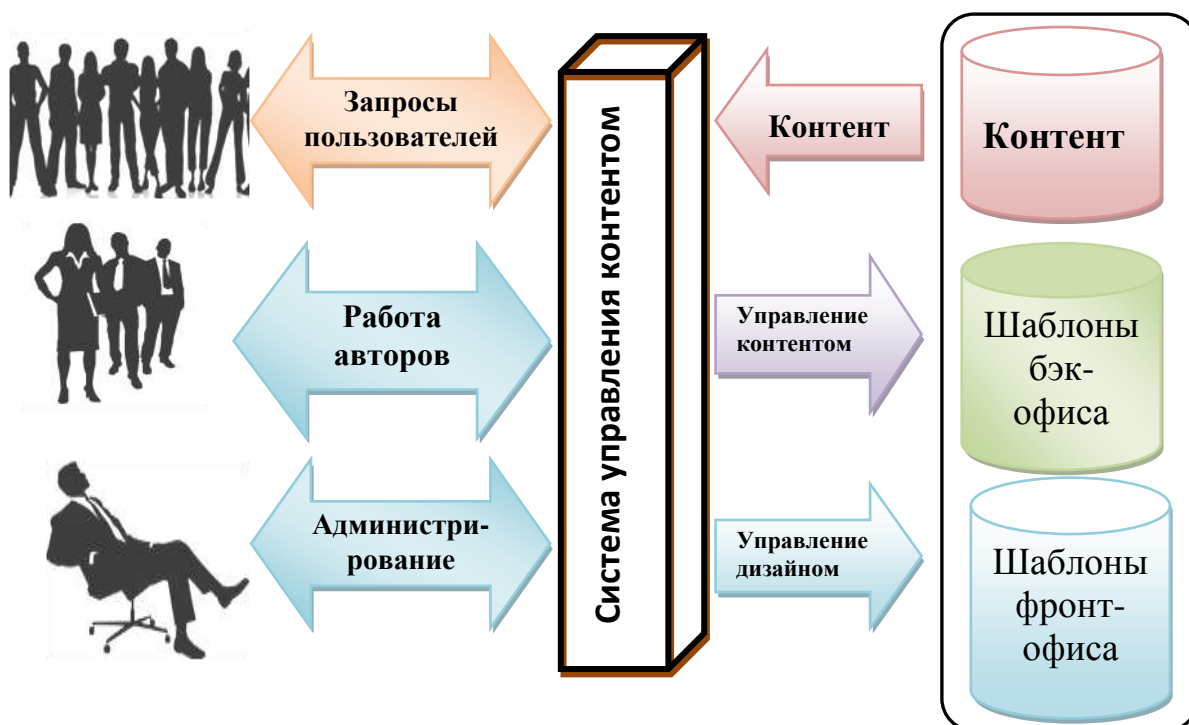 Запросы
пользователей
Работа
авторов
Администри-
рование
Система управления контентом
Контент
Управление
контентом
Управление
дизайном
Контент
Шаблоны
бэк-
офиса
Шаблоны
фронт-
офиса